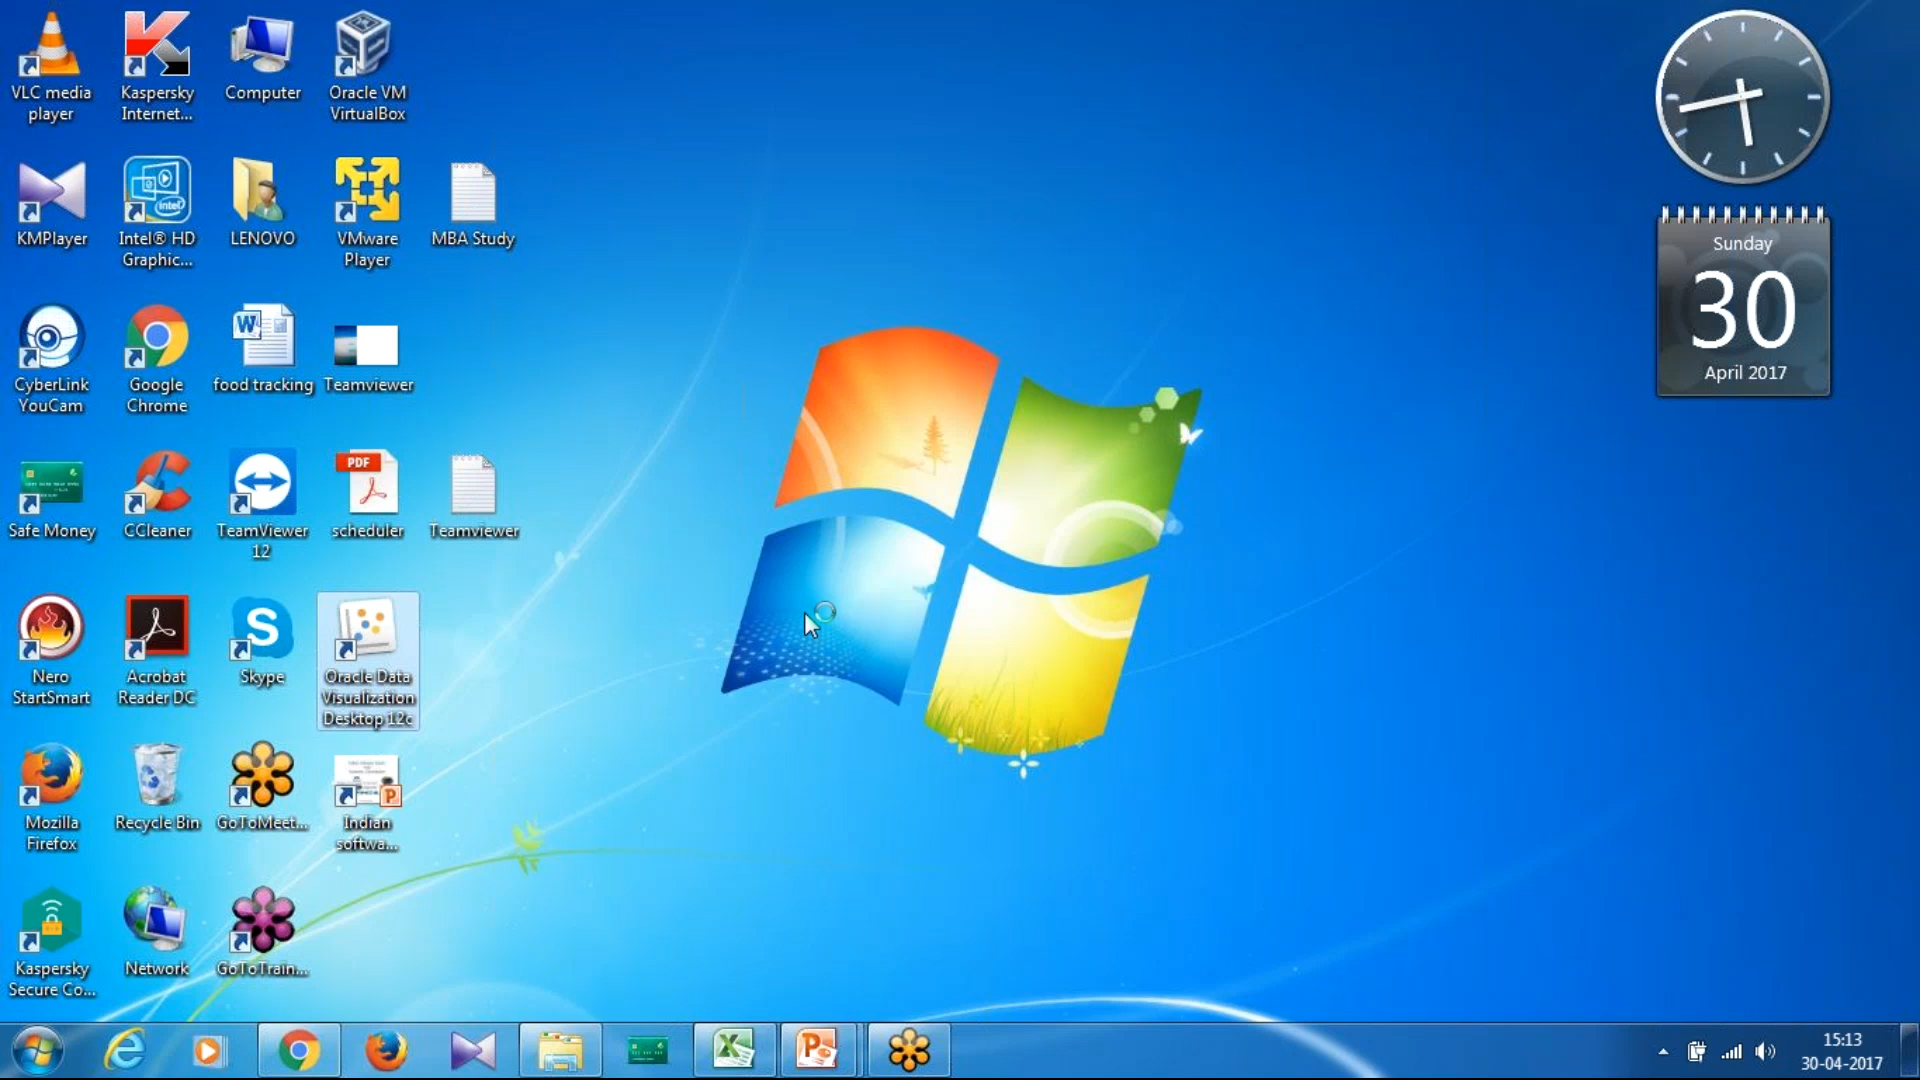 VLC media
player
Kaspersky
Internet...
Computer
Oracle VM
VirtualBox
KMPlayer
intel
Intel® HD
Graphic...
LENOVO
VMware
Player
MBA Study
CyberLink
YouCam
Google
Chrome
W
food tracking
Teamviewer
Safe Money
CCleaner
TeamViewer
12
PDF
scheduler
Teamviewer
Nero
StartSmart
Acrobat
Reader DC
S
Skype
Oracle Data
Visualization
Desktop 12c
Mozilla
Firefox
Recycle Bin
GoToMeet...
P
Indian
softwa...
Kaspersky
Secure Co...
Network
GoToTrain...
Sunday
30
April 2017
15:13
30-04-2017